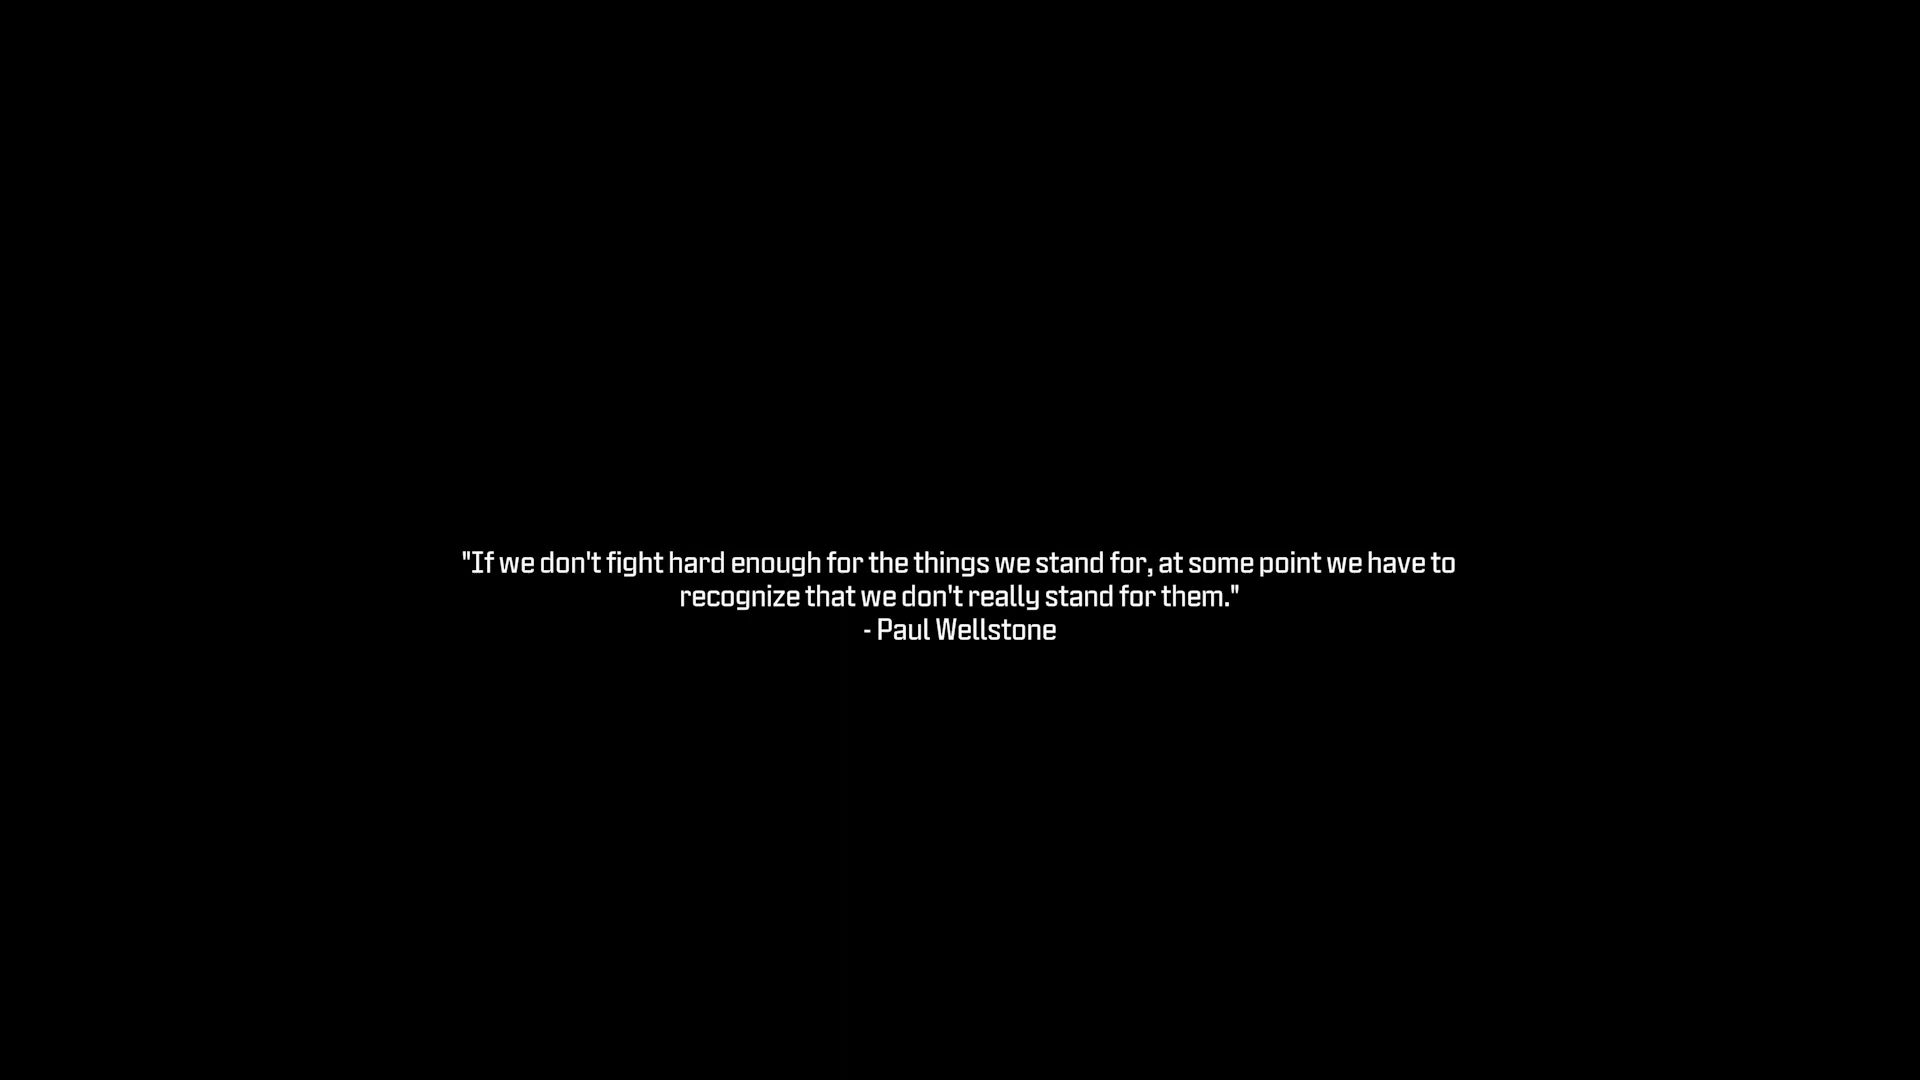 "If we don't fight hard enough for the things we stand for, at some point we have to
recognize that we don't really stand for them."
- Paul Wellstone